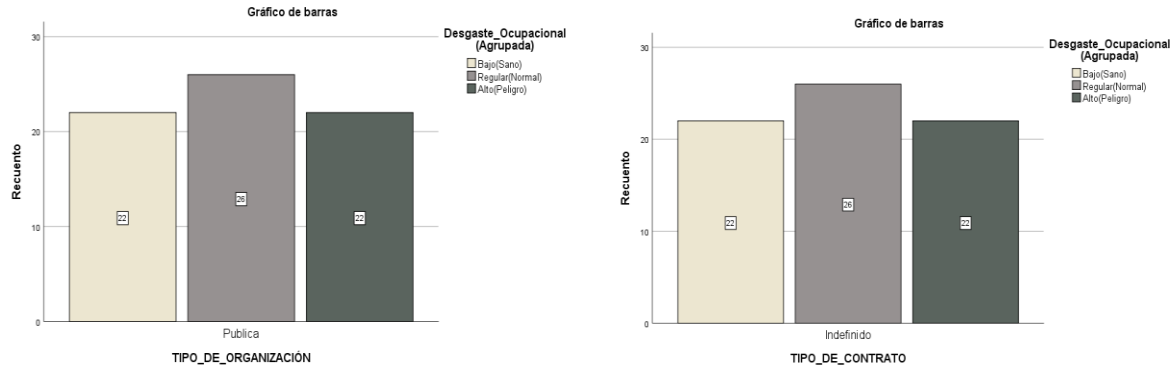 Gráfico de barras
Desgaste_Ocupacional
(Agrupada)
Bajo(Sano)
Regular(Normal)
Alto(Peligro)
Recuento
30
20
10
0
22
26
22
Publica
TIPO_DE_ORGANIZACIÓN
Gráfico de barras
Desgaste_Ocupacional
(Agrupada)
Bajo(Sano)
Regular(Normal)
Alto(Peligro)
Recuento
30
20
10
0
22
26
22
Indefinido
TIPO_DE_CONTRATO